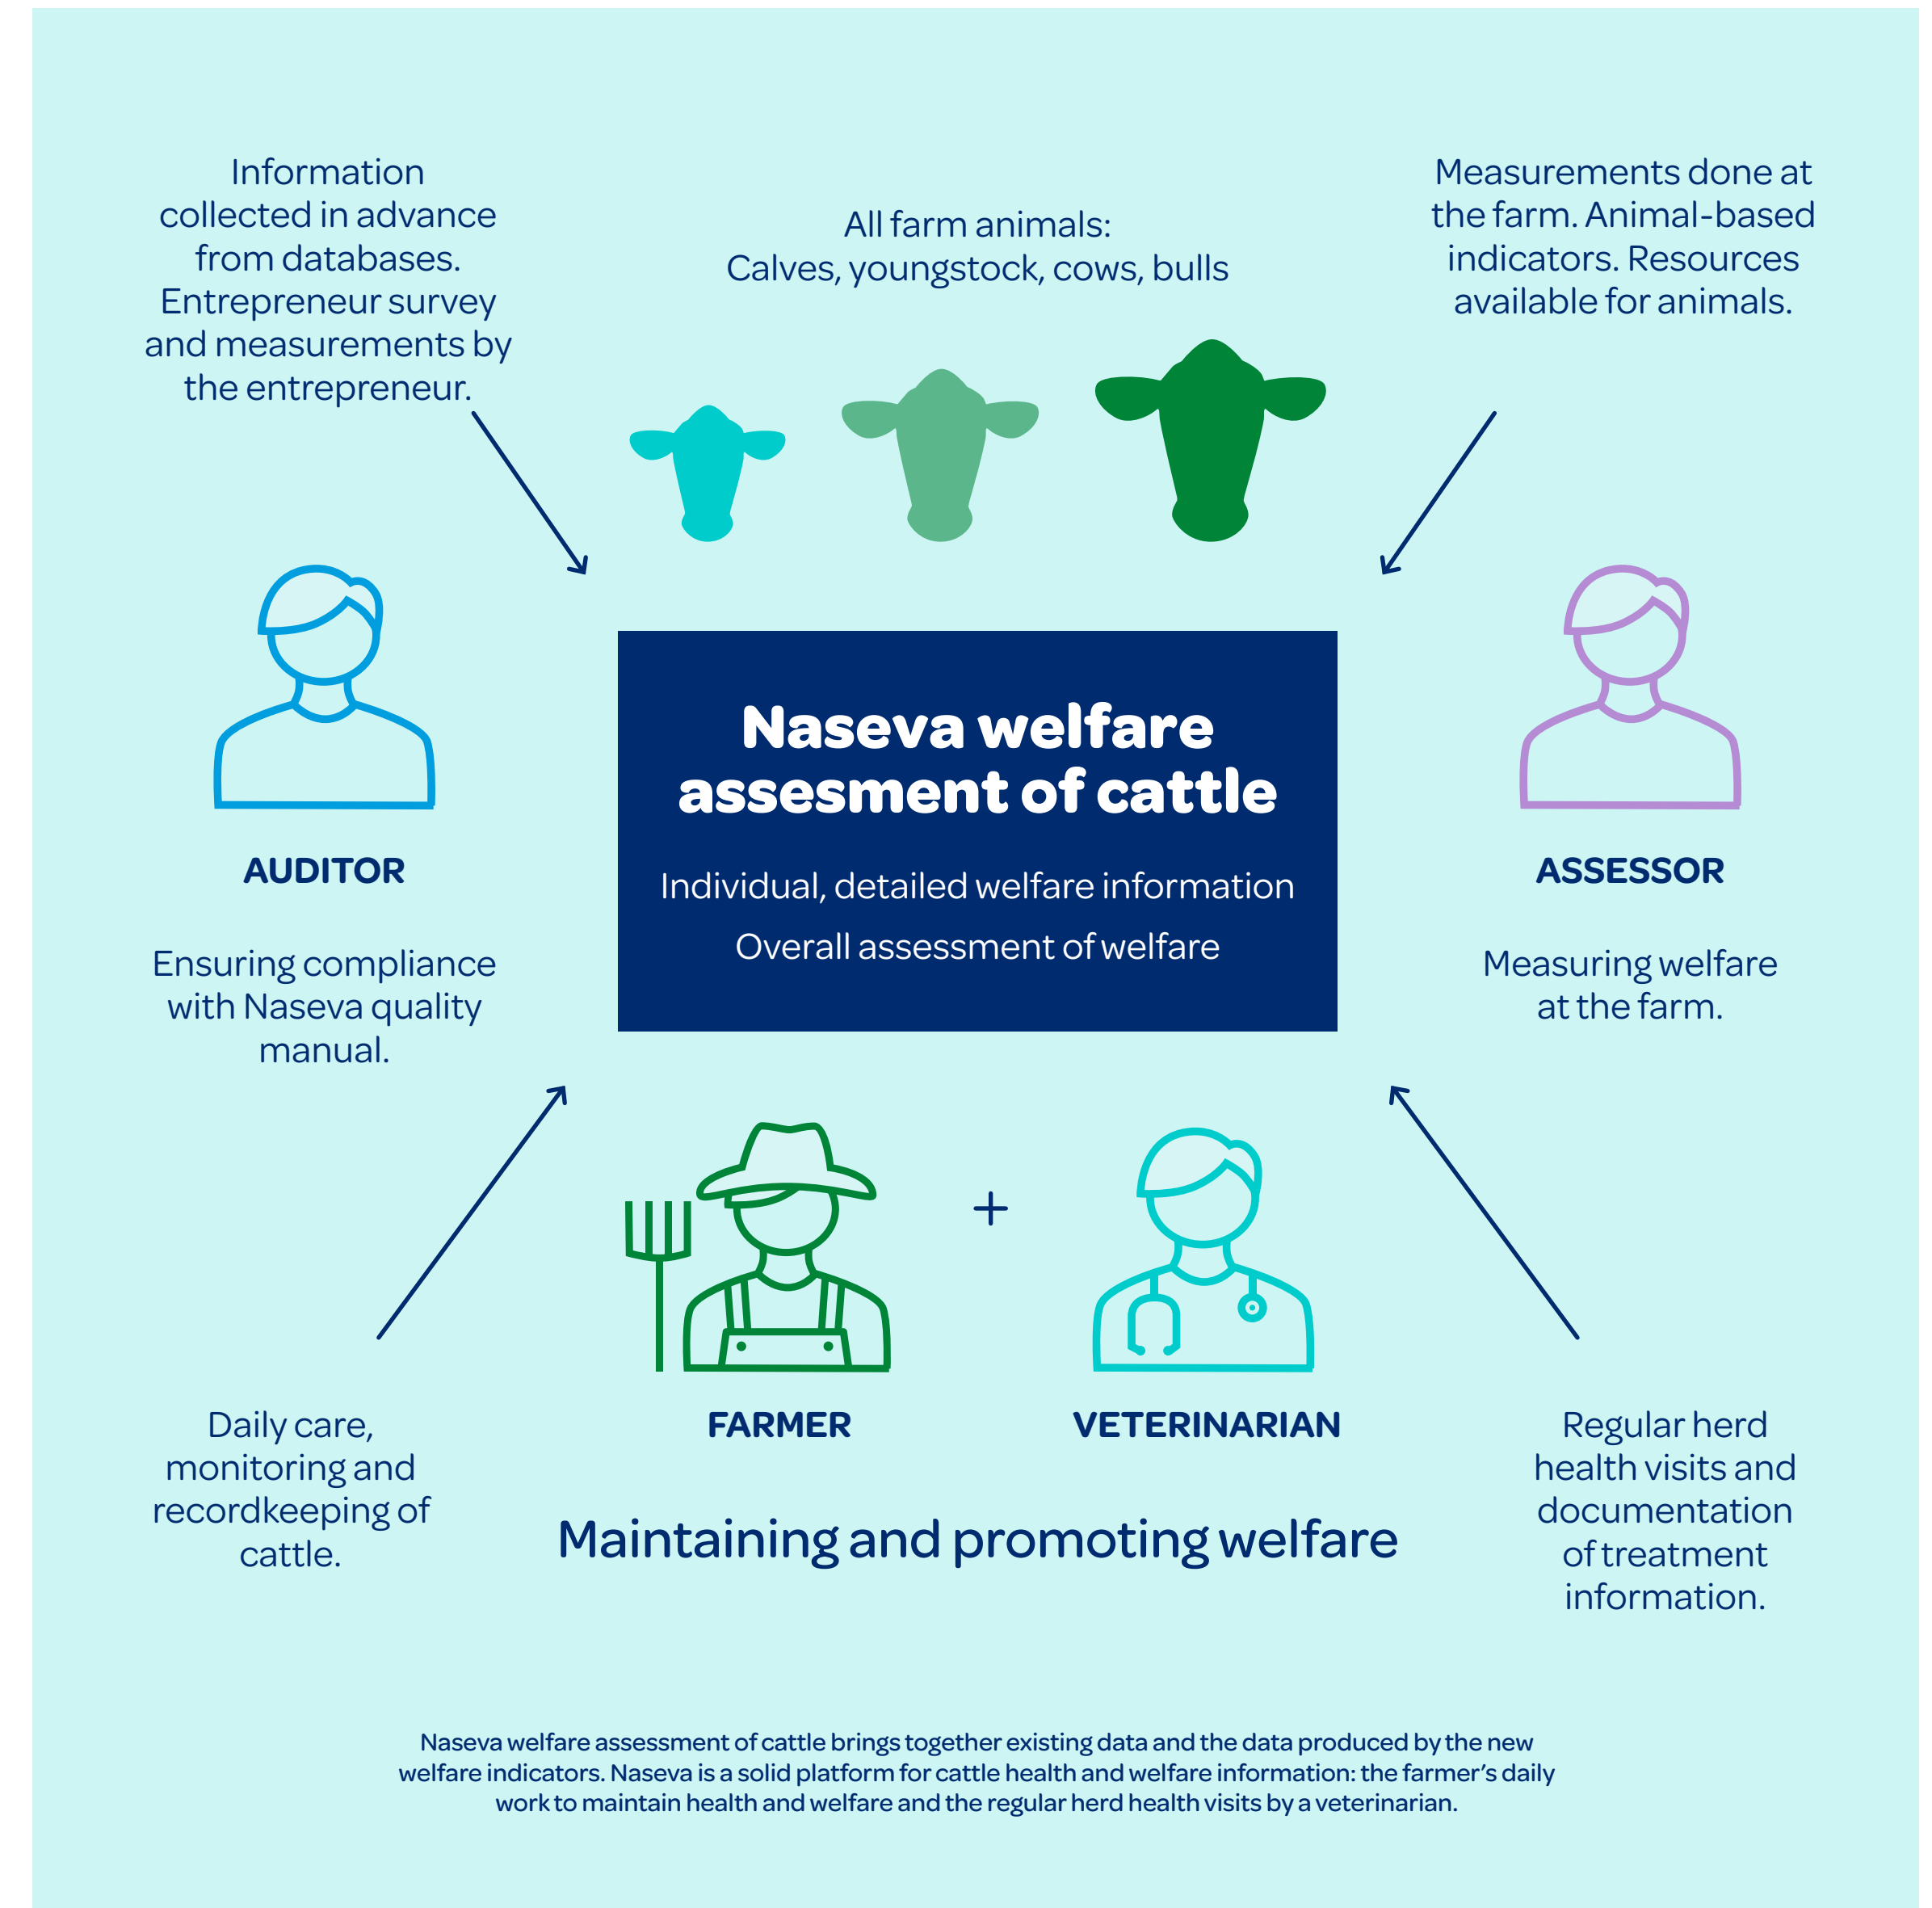 Information
collected in advance
from databases.
Entrepreneur survey
and measurements by
the entrepreneur.
All farm animals:
Calves, youngstock, cows, bulls
Measurements done at
the farm. Animal-based
indicators. Resources
available for animals.
Naseva welfare
assesment of cattle
Individual, detailed welfare information
Overall assessment of welfare
AUDITOR
Ensuring compliance
with Naseva quality
manual.
ASSESSOR
Measuring welfare
at the farm.
+
FARMER
VETERINARIAN
Maintaining and promoting welfare
Daily care,
monitoring and
recordkeeping of
cattle.
Regular herd
health visits and
documentation
of treatment
information.
Naseva welfare assessment of cattle brings together existing data and the data produced by the new
welfare indicators. Naseva is a solid platform for cattle health and welfare information: the farmer’s daily
work to maintain health and welfare and the regular herd health visits by a veterinarian.